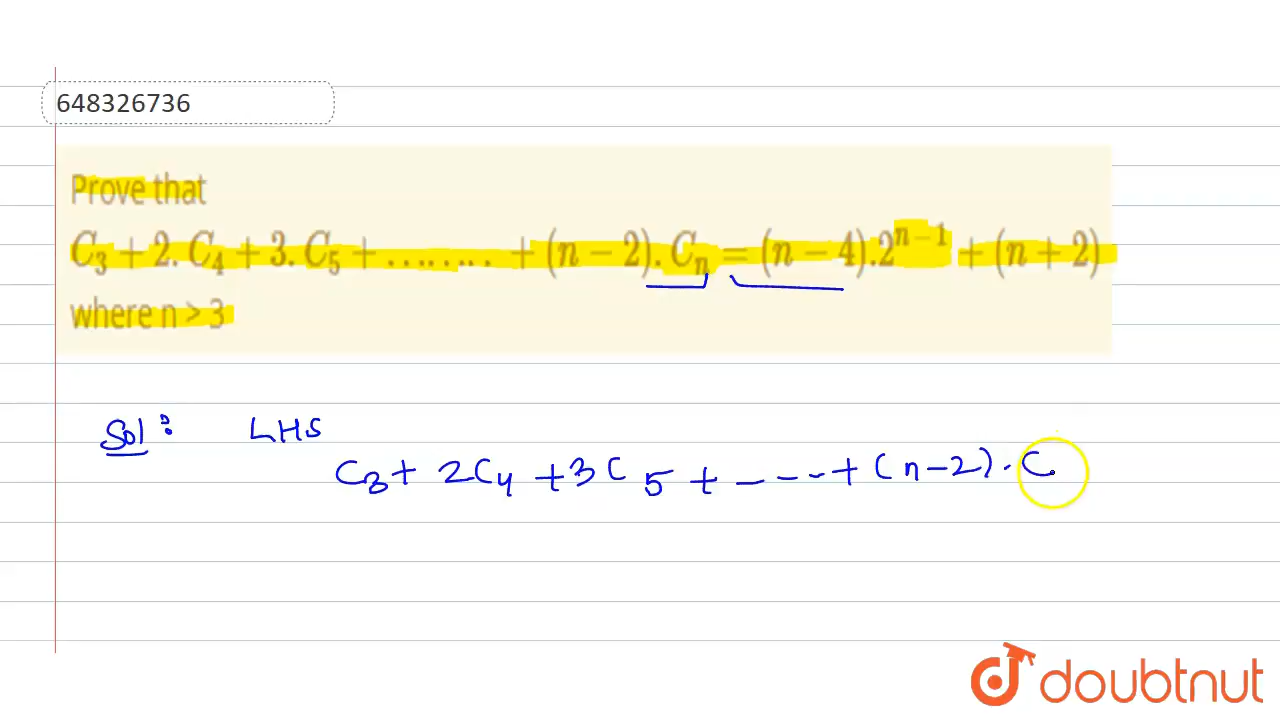 648326736
Prove that
C₃ + 2. C₄ + 3. C₅ + ........ + (n − 2). Cₙ = (n − 4).2ⁿ⁻¹ + (n + 2)
where n > 3
Sol : LHS
C₃ + 2C₄ + 3C₅ + - - - - + (n - 2) . C
doubtnut